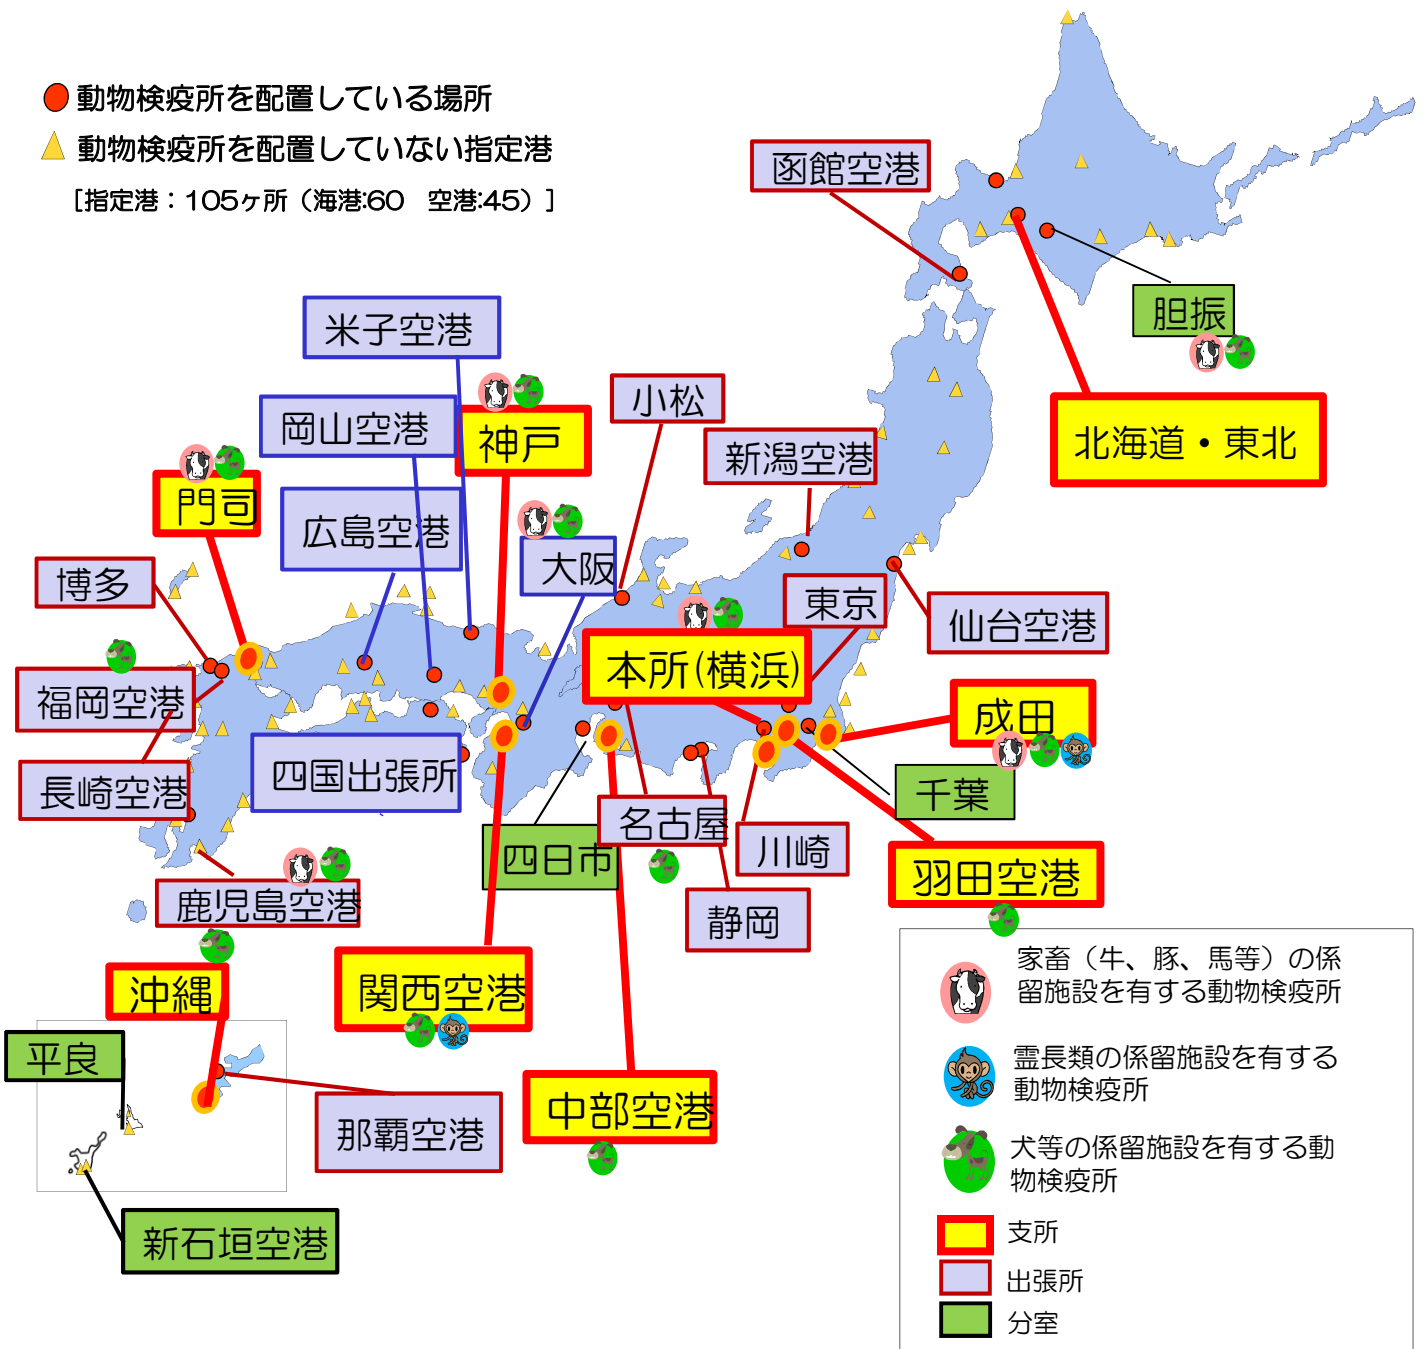 動物検疫所を配置している場所
動物検疫所を配置していない指定港
［指定港：105ヶ所（海港:60　空港:45）］
函館空港
胆振
北海道・東北
米子空港
小松
岡山空港
神戸
新潟空港
門司
広島空港
大阪
博多
東京
仙台空港
本所(横浜)
福岡空港
成田
長崎空港
四国出張所
千葉
名古屋
川崎
四日市
羽田空港
鹿児島空港
静岡
沖縄
関西空港
平良
中部空港
那覇空港
新石垣空港
家畜（牛、豚、馬等）の係
留施設を有する動物検疫所
霊長類の係留施設を有する
動物検疫所
犬等の係留施設を有する動
物検疫所
支所
出張所
分室